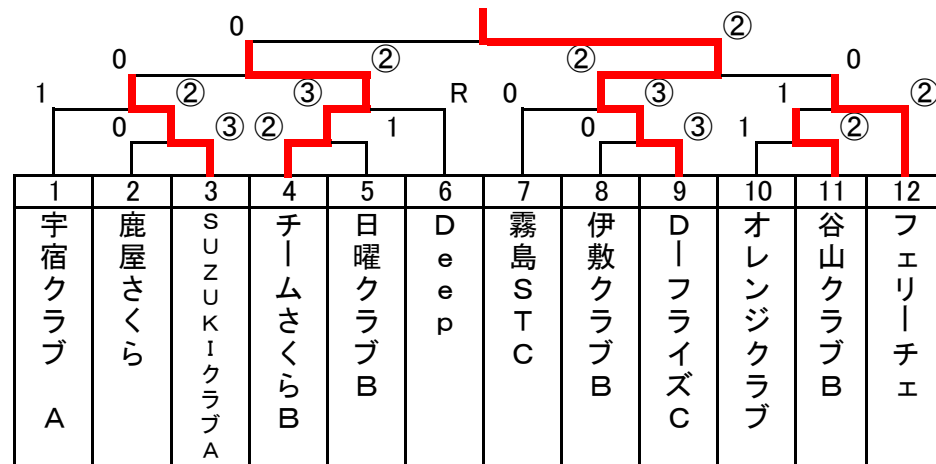 0 ②
0 ② ② 0
1 ② ③ R 0 ③ 1 ②
0 ③ ② 1 0 ③ 1 ②
1 2 3 4 5 6 7 8 9 10 11 12
宇宿クラブ A
鹿屋さくら
SUZUKIクラブA
チームさくらB
日曜クラブB
Deep
霧島STC
伊敷クラブB
DーフライズC
オレンジクラブ
谷山クラブB
フェリーチェ